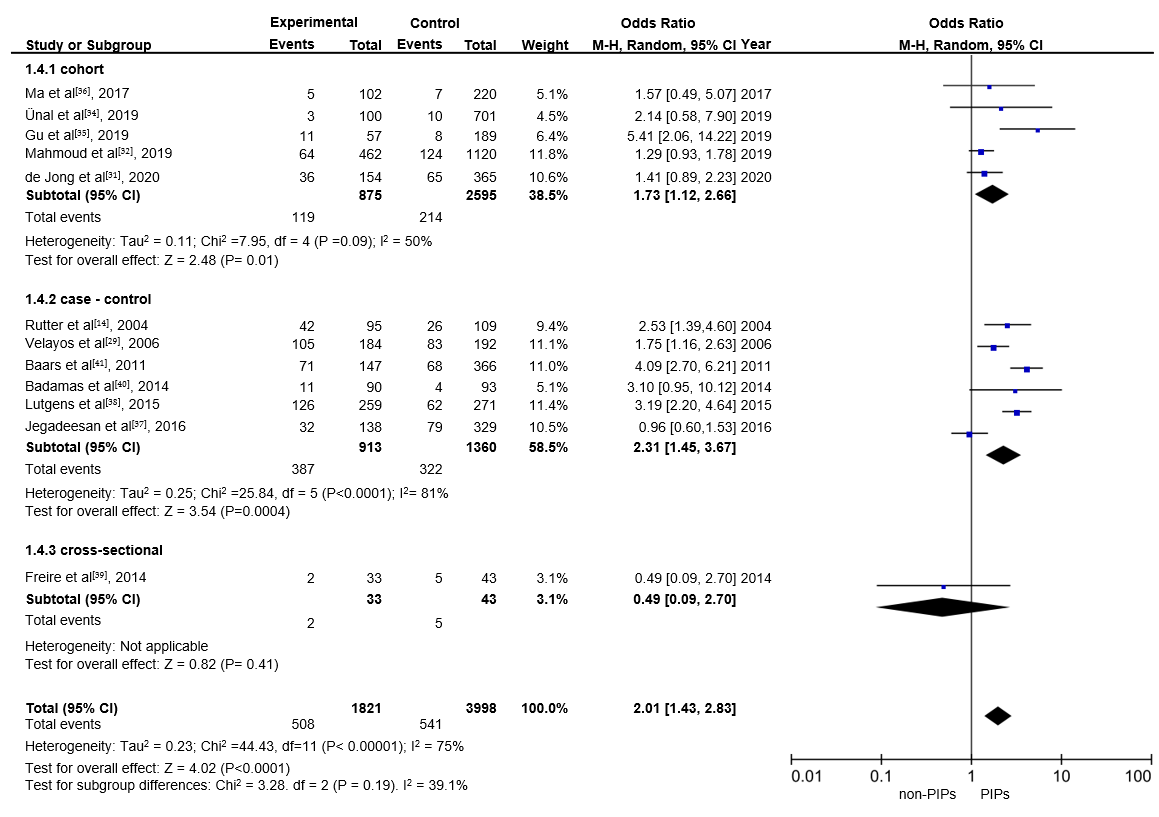 Experimental Control Odds Ratio Odds Ratio
Study or Subgroup Events Total Events Total Weight M-H, Random, 95% CI Year M-H, Random, 95% CI
1.4.1 cohort
Ma et al[36], 2017 5 102 7 220 5.1% 1.57 [0.49, 5.07] 2017
Ünal et al[34], 2019 3 100 10 701 4.5% 2.14 [0.58, 7.90] 2019
Gu et al[35], 2019 11 57 8 189 6.4% 5.41 [2.06, 14.22] 2019
Mahmoud et al[32], 2019 64 462 124 1120 11.8% 1.29 [0.93, 1.78] 2019
de Jong et al[31], 2020 36 154 65 365 10.6% 1.41 [0.89, 2.23] 2020
Subtotal (95% CI) 875 2595 38.5% 1.73 [1.12, 2.66]
Total events 119 214
Heterogeneity: Tau² = 0.11; Chi² =7.95, df = 4 (P =0.09); I² = 50%
Test for overall effect: Z = 2.48 (P= 0.01)
1.4.2 case - control
Rutter et al[14], 2004 42 95 26 109 9.4% 2.53 [1.39,4.60] 2004
Velayos et al[29], 2006 105 184 83 192 11.1% 1.75 [1.16, 2.63] 2006
Baars et al[41], 2011 71 147 68 366 11.0% 4.09 [2.70, 6.21] 2011
Badamas et al[40], 2014 11 90 4 93 5.1% 3.10 [0.95, 10.12] 2014
Lutgens et al[38], 2015 126 259 62 271 11.4% 3.19 [2.20, 4.64] 2015
Jegadeesan et al[37], 2016 32 138 79 329 10.5% 0.96 [0.60,1.53] 2016
Subtotal (95% CI) 913 1360 58.5% 2.31 [1.45, 3.67]
Total events 387 322
Heterogeneity: Tau² = 0.25; Chi² =25.84, df = 5 (P<0.0001); I²= 81%
Test for overall effect: Z = 3.54 (P=0.0004)
1.4.3 cross-sectional
Freire et al[39], 2014 2 33 5 43 3.1% 0.49 [0.09, 2.70] 2014
Subtotal (95% CI) 33 43 3.1% 0.49 [0.09, 2.70]
Total events 2 5
Heterogeneity: Not applicable
Test for overall effect: Z = 0.82 (P= 0.41)
Total (95% CI) 1821 3998 100.0% 2.01 [1.43, 2.83]
Total events 508 541
Heterogeneity: Tau² = 0.23; Chi² =44.43, df=11 (P< 0.00001); I² = 75%
Test for overall effect: Z = 4.02 (P<0.0001)
Test for subgroup differences: Chi² = 3.28. df = 2 (P = 0.19). I² = 39.1%
0.01 0.1 1 10 100
non-PIPs PIPs